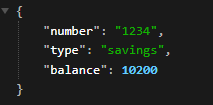 {
"number": "1234",
"type": "savings",
"balance": 10200
}